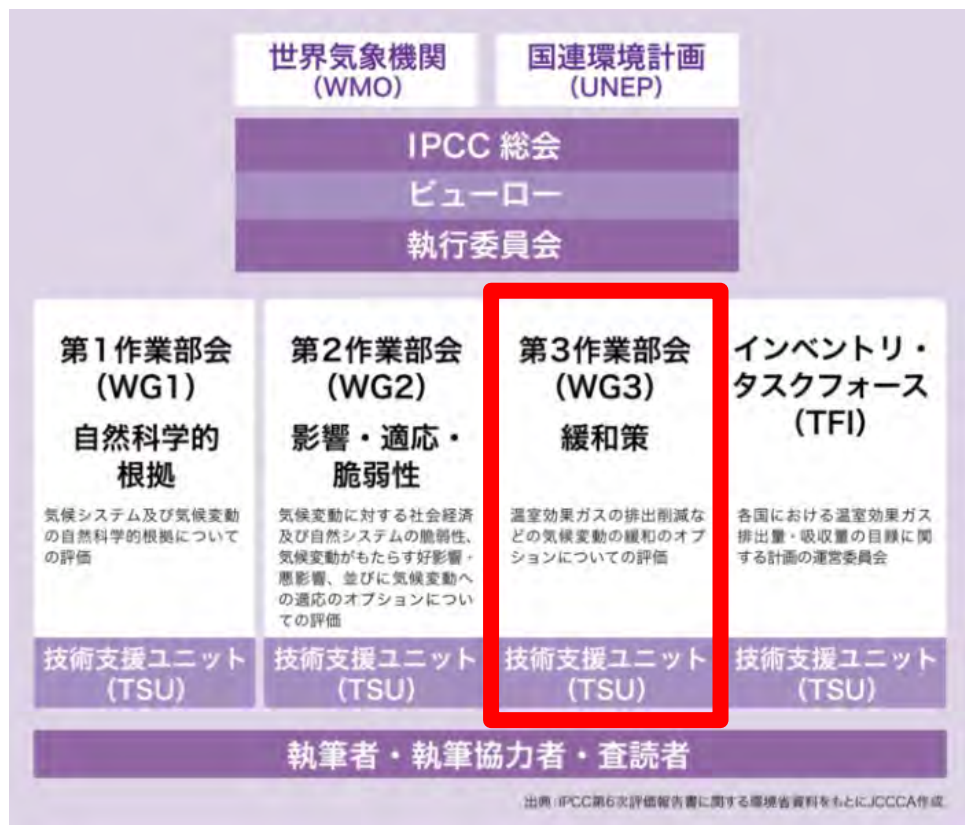 世界気象機関
(WMO)
国連環境計画
(UNEP)
IPCC 総会
ビューロー
執行委員会
第1作業部会
(WG1)
自然科学的
根拠
気候システム及び気候変動
の自然科学的根拠について
の評価
技術支援ユニット
(TSU)
第2作業部会
(WG2)
影響・適応・
脆弱性
気候変動に対する社会経済
及び自然システムの脆弱性、
気候変動がもたらす好影響・
悪影響、並びに気候変動へ
の適応のオプションについ
ての評価
技術支援ユニット
(TSU)
第3作業部会
(WG3)
緩和策
温室効果ガスの排出削減な
どの気候変動の緩和のオプ
ションについての評価
技術支援ユニット
(TSU)
インベントリ・
タスクフォース
(TFI)
各国における温室効果ガス
排出量・吸収量の目録に関
する計画の運営委員会
技術支援ユニット
(TSU)
執筆者・執筆協力者・査読者
出典:IPCC第6次評価報告書に関する環境省資料をもとにJCCCA作成